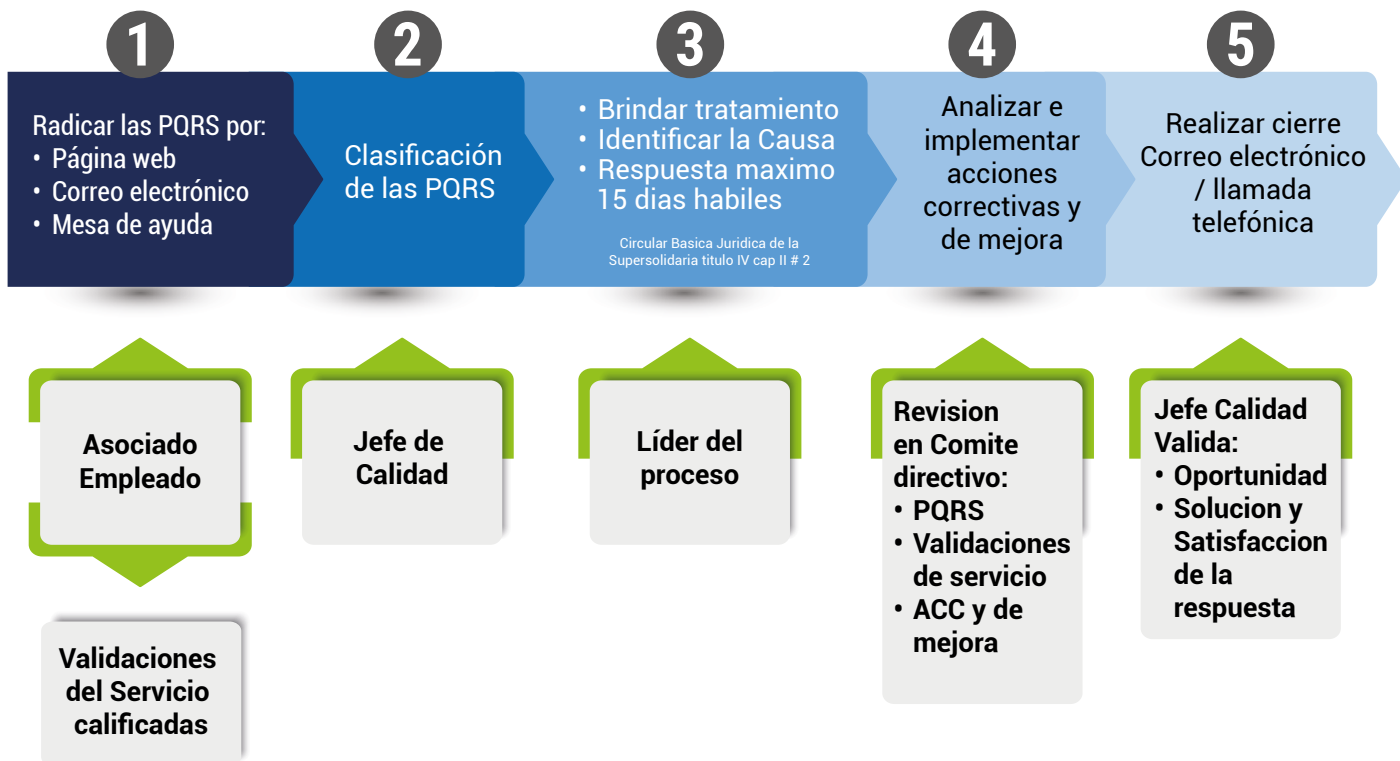 1
Radicar las PQRS por:
• Página web
• Correo electrónico
• Mesa de ayuda
2
Clasificación
de las PQRS
3
• Brindar tratamiento
• Identificar la Causa
• Respuesta maximo
15 dias habiles
Circular Basica Juridica de la
Supersolidaria titulo IV cap II # 2
4
Analizar e
implementar
acciones
correctivas y
de mejora
5
Realizar cierre
Correo electrónico
/ llamada
telefónica
Asociado
Empleado
Validaciones
del Servicio
calificadas
Jefe de
Calidad
Líder del
proceso
Revision
en Comite
directivo:
• PQRS
• Validaciones
de servicio
• ACC y de
mejora
Jefe Calidad
Valida:
• Oportunidad
• Solucion y
Satisfaccion
de la
respuesta